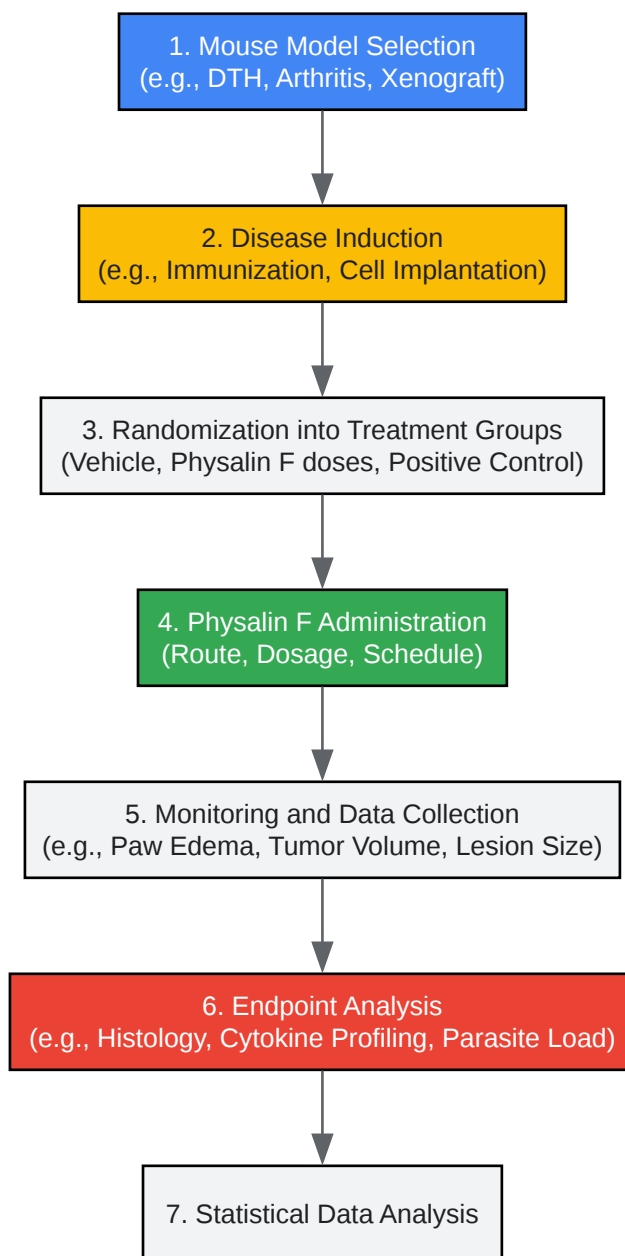 1. Mouse Model Selection
(e.g., DTH, Arthritis, Xenograft)
2. Disease Induction
(e.g., Immunization, Cell Implantation)
3. Randomization into Treatment Groups
(Vehicle, Physalin F doses, Positive Control)
4. Physalin F Administration
(Route, Dosage, Schedule)
5. Monitoring and Data Collection
(e.g., Paw Edema, Tumor Volume, Lesion Size)
6. Endpoint Analysis
(e.g., Histology, Cytokine Profiling, Parasite Load)
7. Statistical Data Analysis